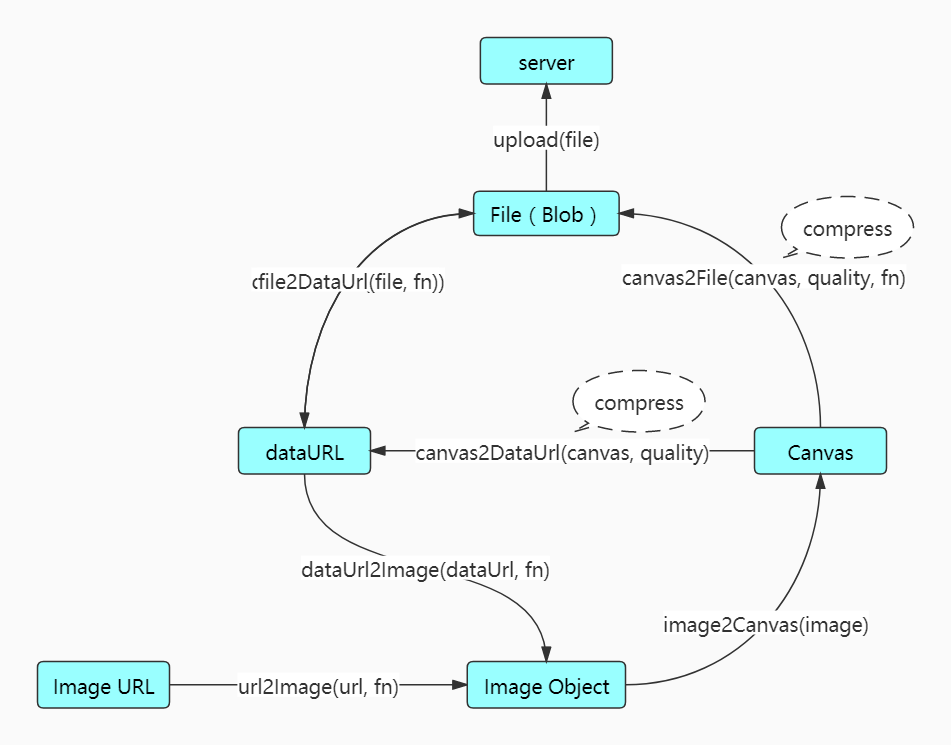 server
upload(file)
File ( Blob )
compress
file2DataUrl(file, fn))
canvas2File(canvas, quality, fn)
compress
dataURL
canvas2DataUrl(canvas, quality)
Canvas
dataUrl2Image(dataUrl, fn)
image2Canvas(image)
Image URL
url2Image(url, fn)
Image Object